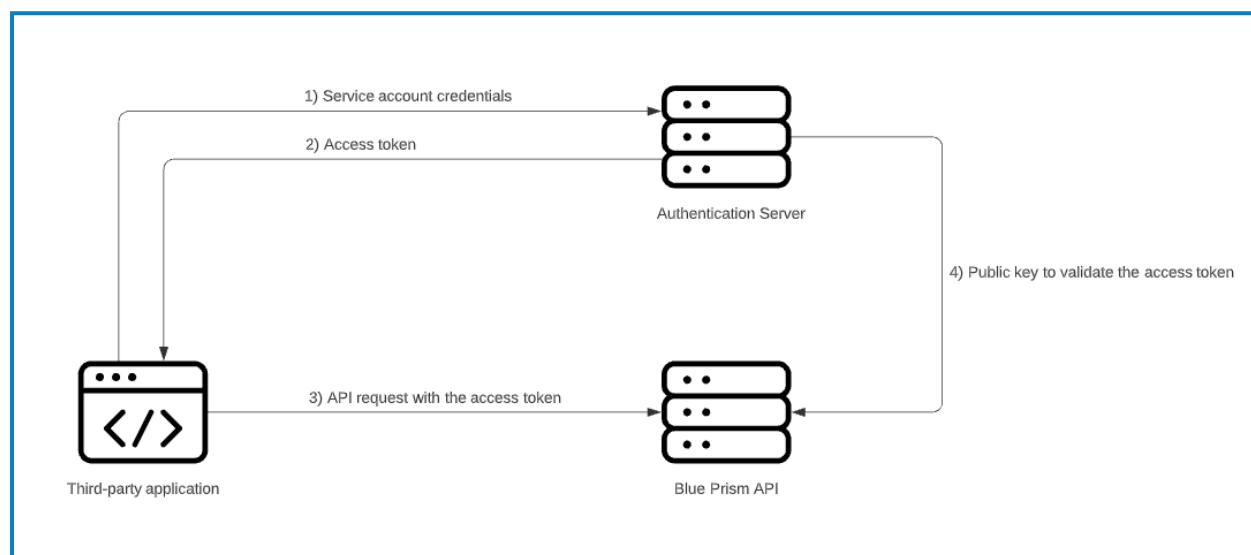 1) Service account credentials
2) Access token
Authentication Server
4) Public key to validate the access token
3) API request with the access token
Third-party application
Blue Prism API